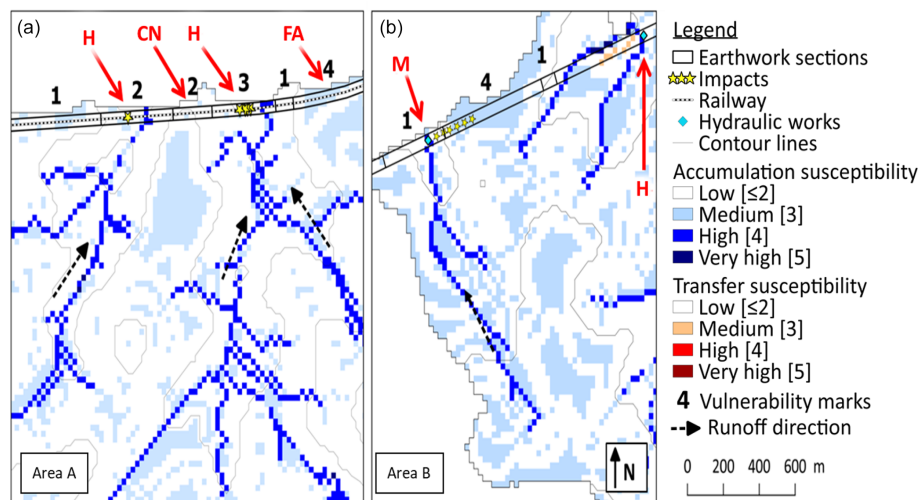 (a)
H
CN
H
FA
1
2
2
3
1
4
Area A
(b)
M
1
4
1
H
Area B
N
Legend
Earthwork sections
Impacts
Railway
Hydraulic works
Contour lines
Accumulation susceptibility
Low [≤2]
Medium [3]
High [4]
Very high [5]
Transfer susceptibility
Low [≤2]
Medium [3]
High [4]
Very high [5]
4 Vulnerability marks
Runoff direction
0 200 400 600 m